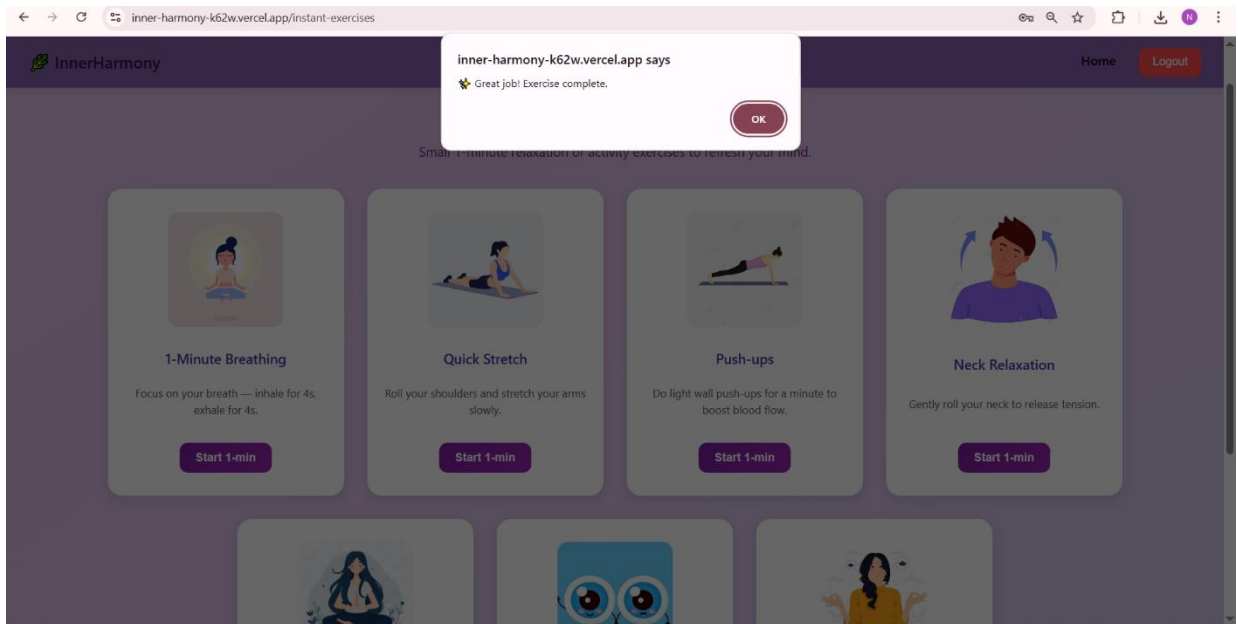 inner-harmony-k62w.vercel.app/instant-exercises
N
InnerHarmony
inner-harmony-k62w.vercel.app says
✨ Great job! Exercise complete.
OK
Home
Logout
Small 1-minute relaxation or activity exercises to refresh your mind.
1-Minute Breathing
Focus on your breath — inhale for 4s,
exhale for 4s.
Start 1-min
Quick Stretch
Roll your shoulders and stretch your arms
slowly.
Start 1-min
Push-ups
Do light wall push-ups for a minute to
boost blood flow.
Start 1-min
Neck Relaxation
Gently roll your neck to release tension.
Start 1-min